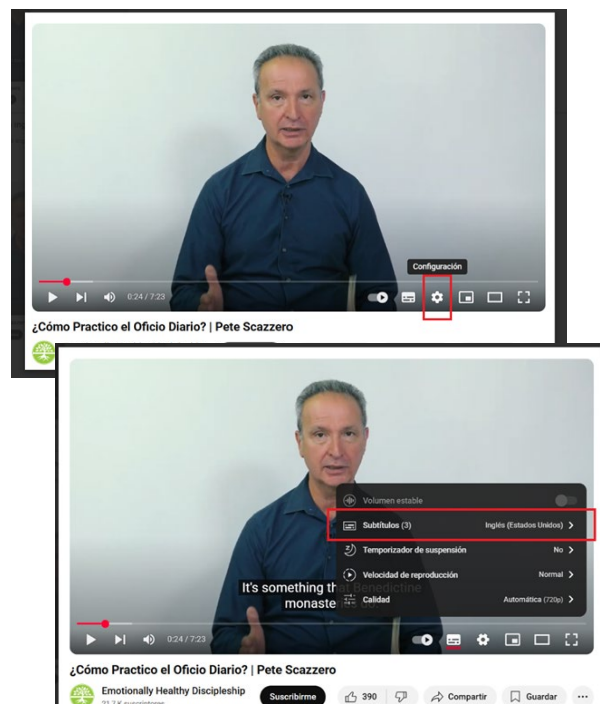 Configuración
0:24 / 7:23
¿Cómo Practico el Oficio Diario? | Pete Scazzero
Volumen estable
Subtítulos (3) Inglés (Estados Unidos)
Temporizador de suspensión No
Velocidad de reproducción Normal
Calidad Automática (720p)
It's something that Benedictine
0:24 / 7:23
¿Cómo Practico el Oficio Diario? | Pete Scazzero
Emotionally Healthy Discipleship
Suscribirme 390 Compartir Guardar